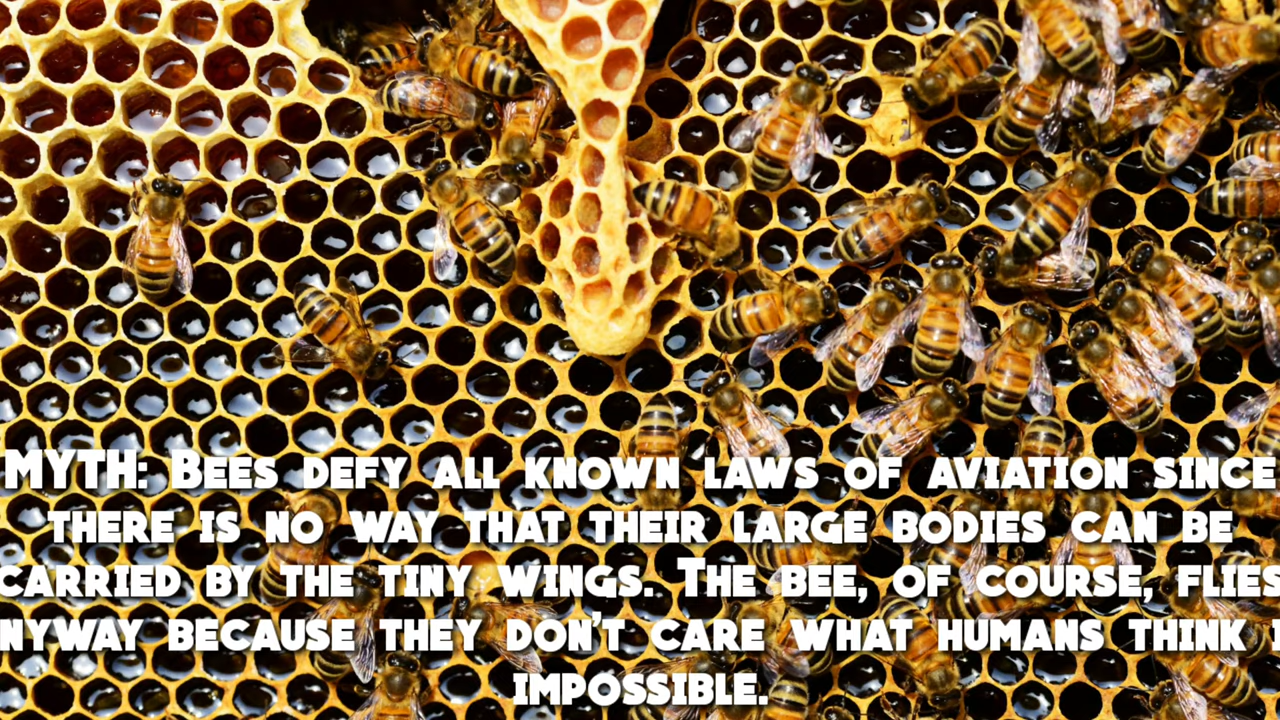 MYTH: BEES DEFY ALL KNOWN LAWS OF AVIATION SINCE
THERE IS NO WAY THAT THEIR LARGE BODIES CAN BE
CARRIED BY THE TINY WINGS. THE BEE, OF COURSE, FLIES
NYWAY BECAUSE THEY DON'T CARE WHAT HUMANS THINK I
IMPOSSIBLE.